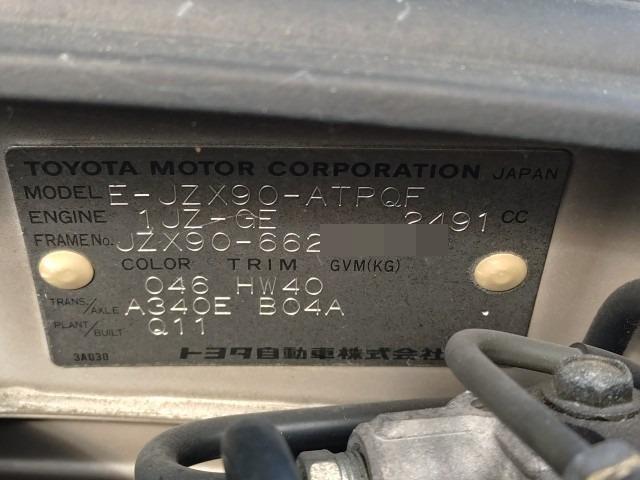 TOYOTA MOTOR CORPORATION JAPAN
MODEL E-JZX90-ATPQF
ENGINE 1JZ-GE 2491 CC
FRAME No. JZX90-662
COLOR TRIM GVM(KG)
046 HW40
TRANS./AXLE A340E B04A
PLANT/BUILT Q11
3A030 トヨタ自動車株式会社